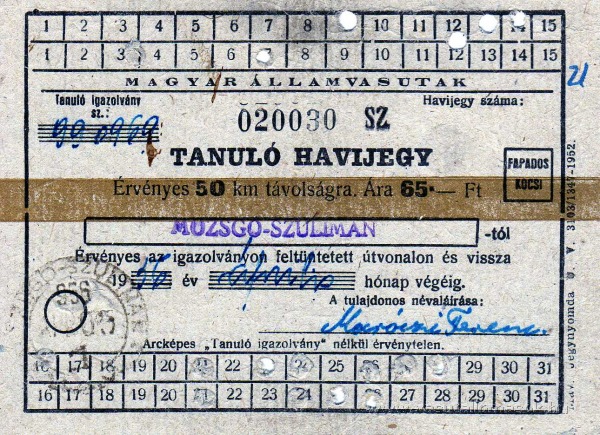 1 2 3 4 5 6 7 8 9 10 11 12 13 14 15
1 2 3 4 5 6 7 8 9 10 11 12 13 14 15
MAGYAR ÁLLAMVASUTAK
21
Tanuló igazolvány
sz.:
Havijegy száma:
020030 SZ
TANULÓ HAVIJEGY
FAPADOS
KOCSI
Érvényes 50 km távolságra. Ára 65·— Ft
MOZSGÓ-SZULIMÁN -tól
Érvényes az igazolványon feltüntetett útvonalon és vissza
1956 év április hónap végéig.
A tulajdonos névaláírása:
Ferenc
Arcképes „Tanuló igazolvány” nélkül érvénytelen.
16 17 18 19 20 21 22 23 24 25 26 27 28 29 30 31
16 17 18 19 20 21 22 23 24 25 26 27 28 29 30 31